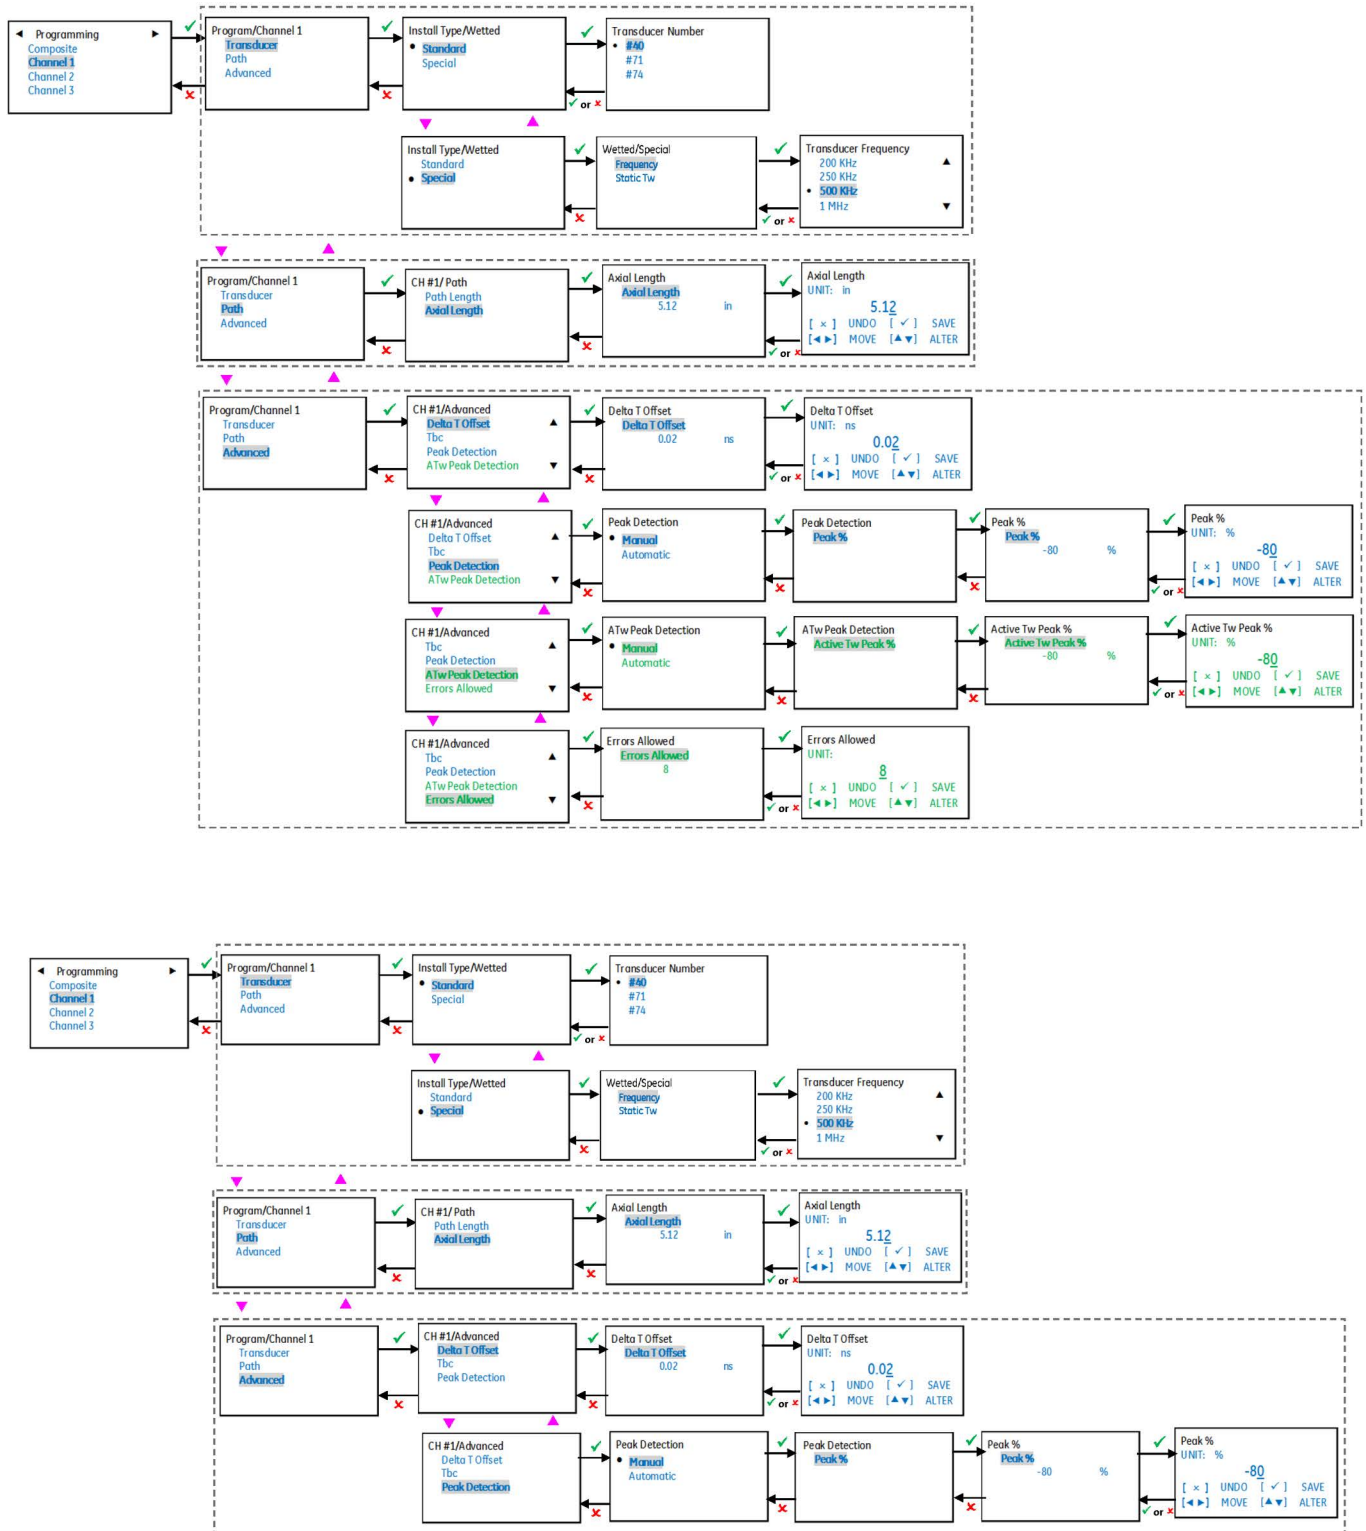 ◄ Programming ►
Composite
Channel 1
Channel 2
Channel 3
Program/Channel 1
Transducer
Path
Advanced
Install Type/Wetted
• Standard
Special
Transducer Number
• #40
#71
#74
✓ or ×
Install Type/Wetted
Standard
• Special
Wetted/Special
Frequency
Static Tw
Transducer Frequency
200 KHz
250 KHz
• 500 KHz
1 MHz
✓ or ×
Program/Channel 1
Transducer
Path
Advanced
CH #1/ Path
Path Length
Axial Length
Axial Length
Axial Length
5.12 in
Axial Length
UNIT: in
5.12
[ × ] UNDO [ ✓ ] SAVE
[◄ ►] MOVE [▲▼] ALTER
✓ or ×
Program/Channel 1
Transducer
Path
Advanced
CH #1/Advanced
Delta T Offset
Tbc
Peak Detection
ATw Peak Detection
Delta T Offset
Delta T Offset
0.02 ns
Delta T Offset
UNIT: ns
0.02
[ × ] UNDO [ ✓ ] SAVE
[◄ ►] MOVE [▲▼] ALTER
✓ or ×
CH #1/Advanced
Delta T Offset
Tbc
Peak Detection
ATw Peak Detection
Peak Detection
• Manual
Automatic
Peak Detection
Peak %
Peak %
Peak %
-80 %
Peak %
UNIT: %
-80
[ × ] UNDO [ ✓ ] SAVE
[◄ ►] MOVE [▲▼] ALTER
✓ or ×
CH #1/Advanced
Tbc
Peak Detection
ATw Peak Detection
Errors Allowed
ATw Peak Detection
• Manual
Automatic
ATw Peak Detection
Active Tw Peak %
Active Tw Peak %
Active Tw Peak %
-80 %
Active Tw Peak %
UNIT: %
-80
[ × ] UNDO [ ✓ ] SAVE
[◄ ►] MOVE [▲▼] ALTER
✓ or ×
CH #1/Advanced
Tbc
Peak Detection
ATw Peak Detection
Errors Allowed
Errors Allowed
Errors Allowed
8
Errors Allowed
UNIT:
8
[ × ] UNDO [ ✓ ] SAVE
[◄ ►] MOVE [▲▼] ALTER
✓ or ×
◄ Programming ►
Composite
Channel 1
Channel 2
Channel 3
Program/Channel 1
Transducer
Path
Advanced
Install Type/Wetted
• Standard
Special
Transducer Number
• #40
#71
#74
✓ or ×
Install Type/Wetted
Standard
• Special
Wetted/Special
Frequency
Static Tw
Transducer Frequency
200 KHz
250 KHz
• 500 KHz
1 MHz
✓ or ×
Program/Channel 1
Transducer
Path
Advanced
CH #1/ Path
Path Length
Axial Length
Axial Length
Axial Length
5.12 in
Axial Length
UNIT: in
5.12
[ × ] UNDO [ ✓ ] SAVE
[◄ ►] MOVE [▲▼] ALTER
✓ or ×
Program/Channel 1
Transducer
Path
Advanced
CH #1/Advanced
Delta T Offset
Tbc
Peak Detection
Delta T Offset
Delta T Offset
0.02 ns
Delta T Offset
UNIT: ns
0.02
[ × ] UNDO [ ✓ ] SAVE
[◄ ►] MOVE [▲▼] ALTER
✓ or ×
CH #1/Advanced
Delta T Offset
Tbc
Peak Detection
Peak Detection
• Manual
Automatic
Peak Detection
Peak %
Peak %
Peak %
-80 %
Peak %
UNIT: %
-80
[ × ] UNDO [ ✓ ] SAVE
[◄ ►] MOVE [▲▼] ALTER
✓ or ×